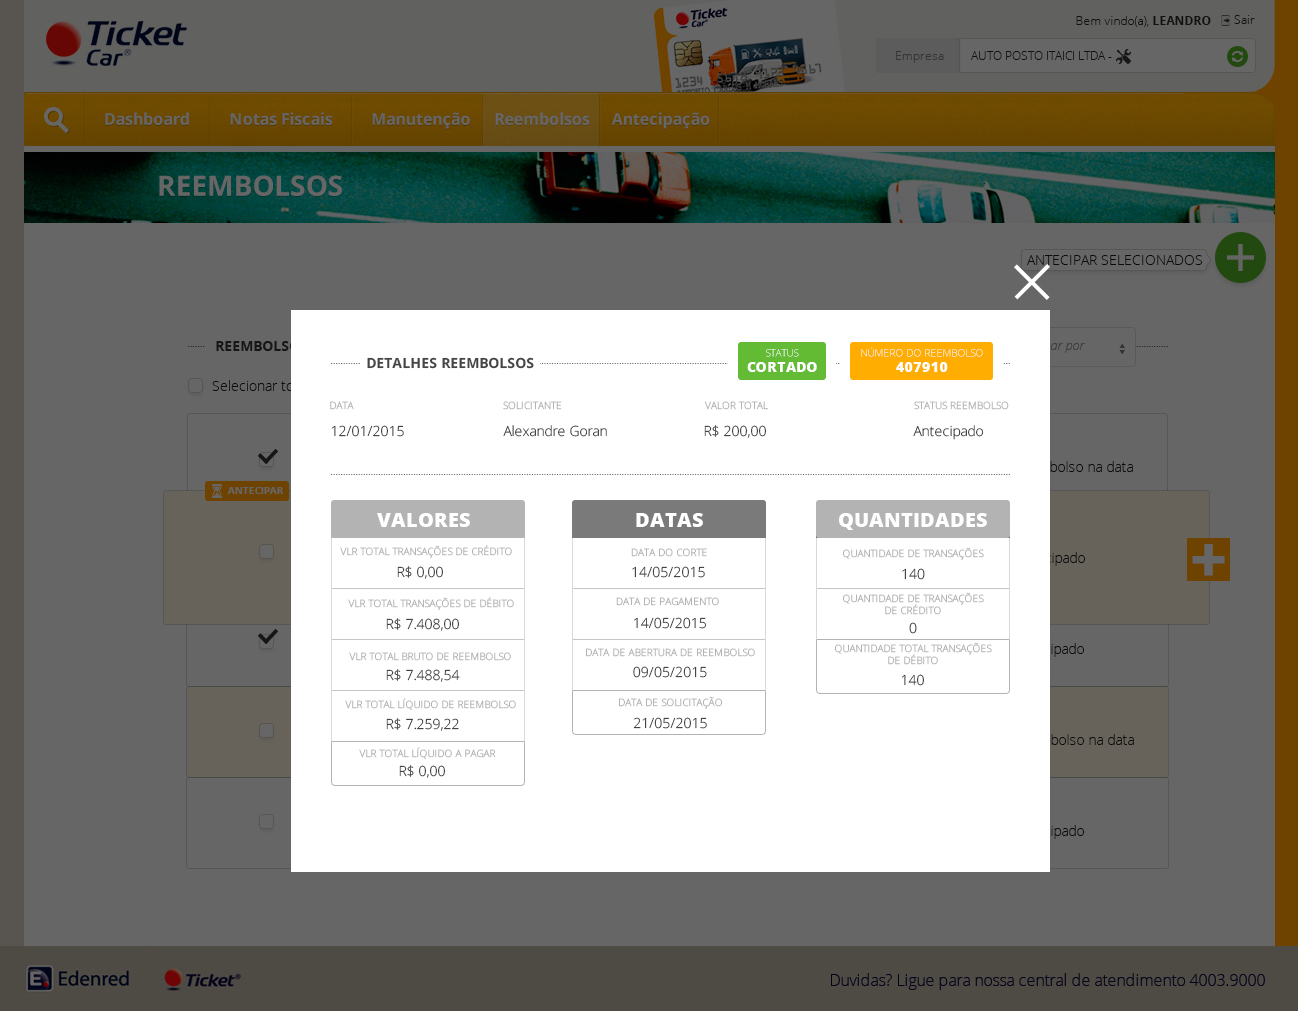 Ticket
Car®
Ticket
Car
Bem vindo(a), LEANDRO
Sair
Empresa
AUTO POSTO ITAICI LTDA -
Dashboard
Notas Fiscais
Manutenção
Reembolsos
Antecipação
REEMBOLSOS
ANTECIPAR SELECIONADOS
REEMBOLSO
ar por
Selecionar to
bolso na data
ANTECIPAR
cipado
cipado
bolso na data
cipado
DETALHES REEMBOLSOS
STATUS
CORTADO
NÚMERO DO REEMBOLSO
407910
DATA
SOLICITANTE
VALOR TOTAL
STATUS REEMBOLSO
12/01/2015
Alexandre Goran
R$ 200,00
Antecipado
VALORES
VLR TOTAL TRANSAÇÕES DE CRÉDITO
R$ 0,00
VLR TOTAL TRANSAÇÕES DE DÉBITO
R$ 7.408,00
VLR TOTAL BRUTO DE REEMBOLSO
R$ 7.488,54
VLR TOTAL LÍQUIDO DE REEMBOLSO
R$ 7.259,22
VLR TOTAL LÍQUIDO A PAGAR
R$ 0,00
DATAS
DATA DO CORTE
14/05/2015
DATA DE PAGAMENTO
14/05/2015
DATA DE ABERTURA DE REEMBOLSO
09/05/2015
DATA DE SOLICITAÇÃO
21/05/2015
QUANTIDADES
QUANTIDADE DE TRANSAÇÕES
140
QUANTIDADE DE TRANSAÇÕES
DE CRÉDITO
0
QUANTIDADE TOTAL TRANSAÇÕES
DE DÉBITO
140
Edenred
Ticket®
Duvidas? Ligue para nossa central de atendimento 4003.9000